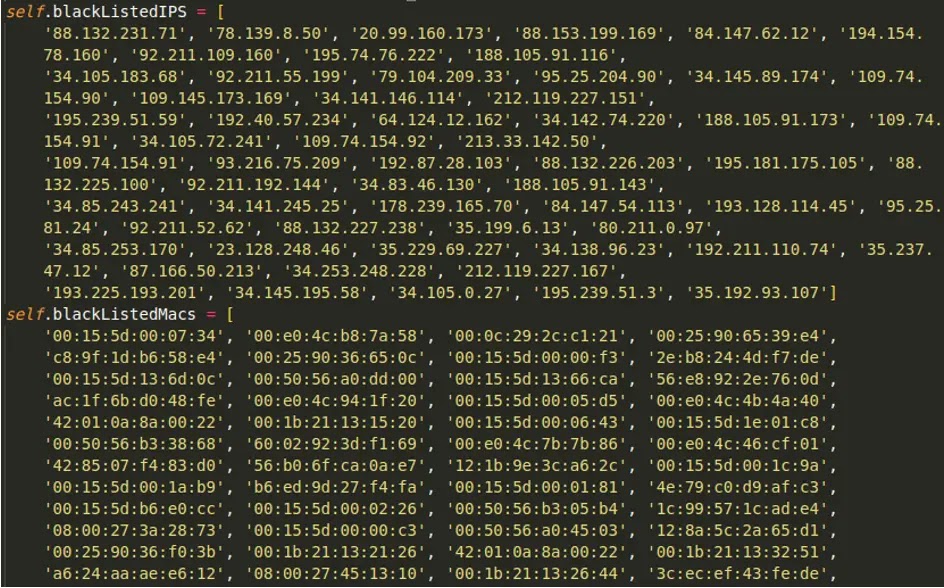 self.blackListedIPS = [
'88.132.231.71', '78.139.8.50', '20.99.160.173', '88.153.199.169', '84.147.62.12', '194.154.
78.160', '92.211.109.160', '195.74.76.222', '188.105.91.116',
'34.105.183.68', '92.211.55.199', '79.104.209.33', '95.25.204.90', '34.145.89.174', '109.74.
154.90', '109.145.173.169', '34.141.146.114', '212.119.227.151',
'195.239.51.59', '192.40.57.234', '64.124.12.162', '34.142.74.220', '188.105.91.173', '109.74.
154.91', '34.105.72.241', '109.74.154.92', '213.33.142.50',
'109.74.154.91', '93.216.75.209', '192.87.28.103', '88.132.226.203', '195.181.175.105', '88.
132.225.100', '92.211.192.144', '34.83.46.130', '188.105.91.143',
'34.85.243.241', '34.141.245.25', '178.239.165.70', '84.147.54.113', '193.128.114.45', '95.25.
81.24', '92.211.52.62', '88.132.227.238', '35.199.6.13', '80.211.0.97',
'34.85.253.170', '23.128.248.46', '35.229.69.227', '34.138.96.23', '192.211.110.74', '35.237.
47.12', '87.166.50.213', '34.253.248.228', '212.119.227.167',
'193.225.193.201', '34.145.195.58', '34.105.0.27', '195.239.51.3', '35.192.93.107']
self.blackListedMacs = [
'00:15:5d:00:07:34', '00:e0:4c:b8:7a:58', '00:0c:29:2c:c1:21', '00:25:90:65:39:e4',
'c8:9f:1d:b6:58:e4', '00:25:90:36:65:0c', '00:15:5d:00:00:f3', '2e:b8:24:4d:f7:de',
'00:15:5d:13:6d:0c', '00:50:56:a0:dd:00', '00:15:5d:13:66:ca', '56:e8:92:2e:76:0d',
'ac:1f:6b:d0:48:fe', '00:e0:4c:94:1f:20', '00:15:5d:00:05:d5', '00:e0:4c:4b:4a:40',
'42:01:0a:8a:00:22', '00:1b:21:13:15:20', '00:15:5d:00:06:43', '00:15:5d:1e:01:c8',
'00:50:56:b3:38:68', '60:02:92:3d:f1:69', '00:e0:4c:7b:7b:86', '00:e0:4c:46:cf:01',
'42:85:07:f4:83:d0', '56:b0:6f:ca:0a:e7', '12:1b:9e:3c:a6:2c', '00:15:5d:00:1c:9a',
'00:15:5d:00:1a:b9', 'b6:ed:9d:27:f4:fa', '00:15:5d:00:01:81', '4e:79:c0:d9:af:c3',
'00:15:5d:b6:e0:cc', '00:15:5d:00:02:26', '00:50:56:b3:05:b4', '1c:99:57:1c:ad:e4',
'08:00:27:3a:28:73', '00:15:5d:00:00:c3', '00:50:56:a0:45:03', '12:8a:5c:2a:65:d1',
'00:25:90:36:f0:3b', '00:1b:21:13:21:26', '42:01:0a:8a:00:22', '00:1b:21:13:32:51',
'a6:24:aa:ae:e6:12', '08:00:27:45:13:10', '00:1b:21:13:26:44', '3c:ec:ef:43:fe:de',